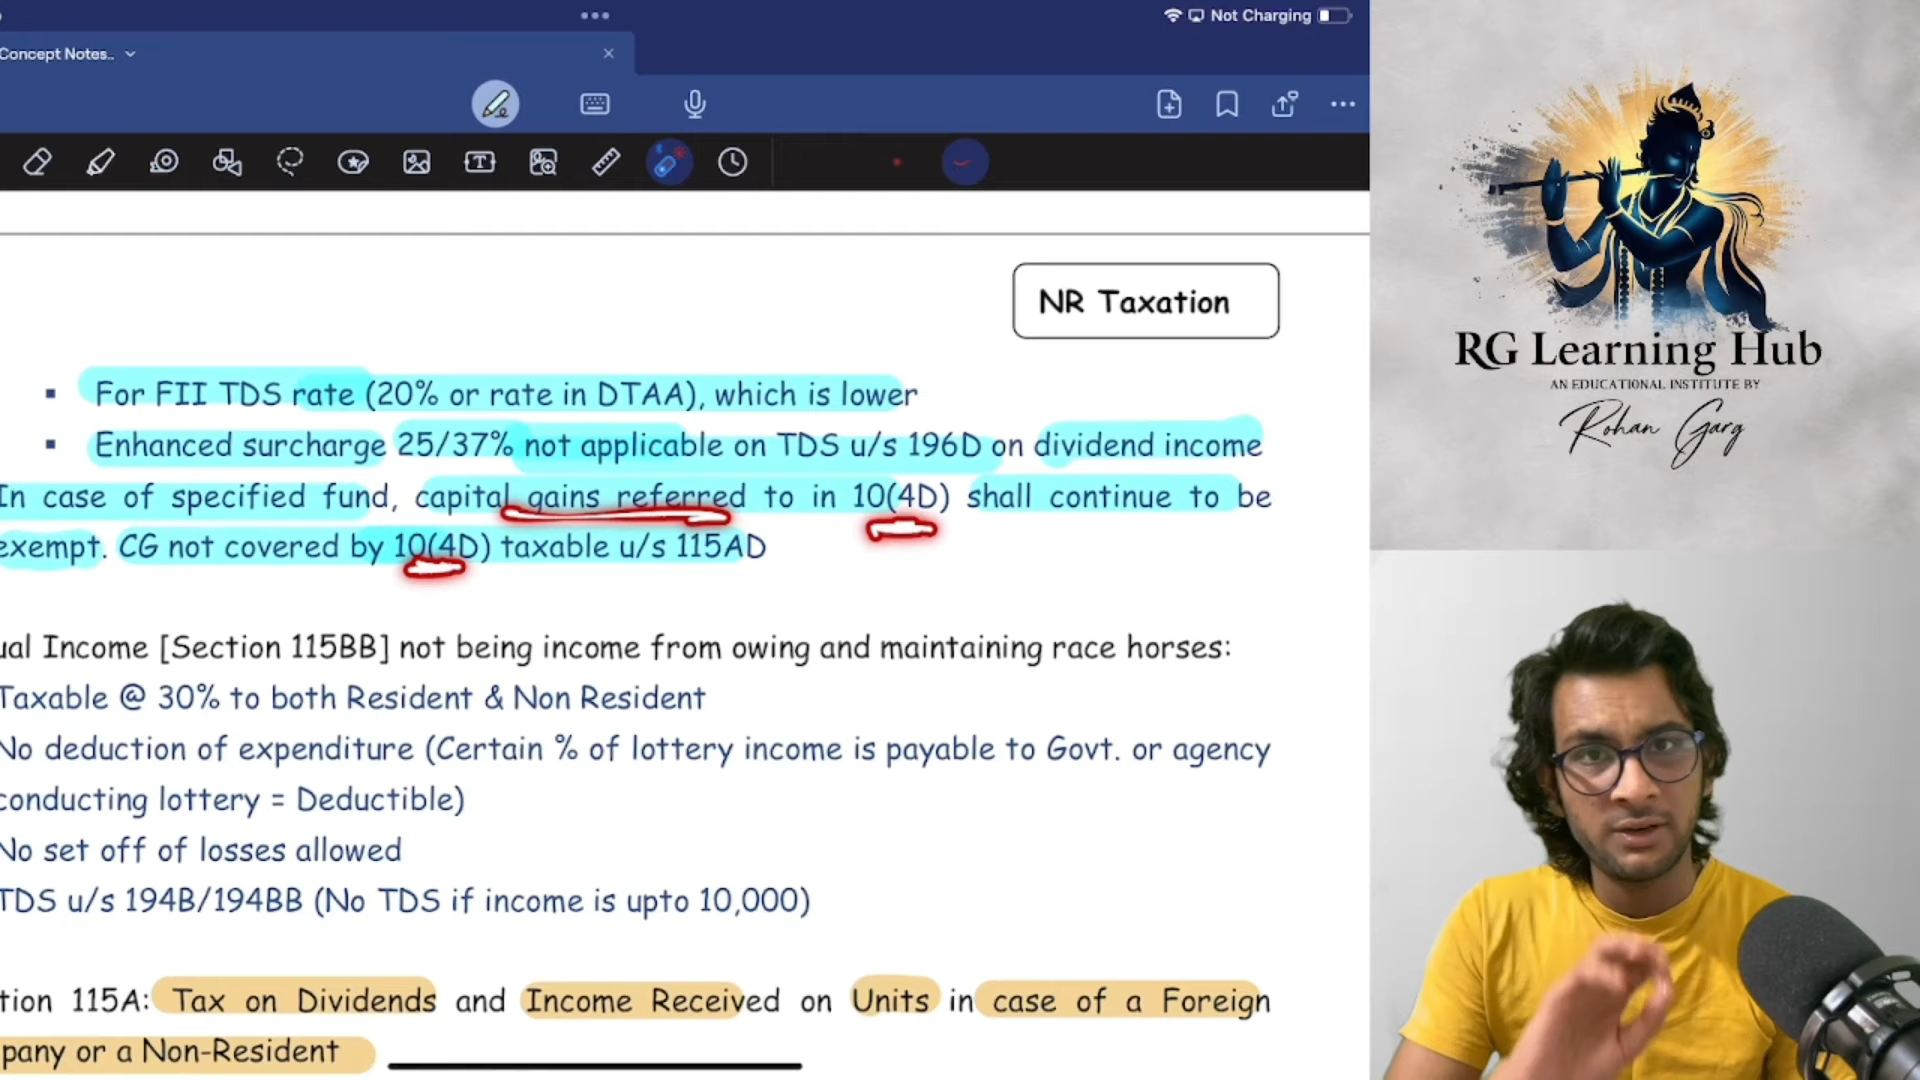 Not Charging
Concept Notes..
NR Taxation
For FII TDS rate (20% or rate in DTAA), which is lower
Enhanced surcharge 25/37% not applicable on TDS u/s 196D on dividend income
In case of specified fund, capital gains referred to in 10(4D) shall continue to be
exempt. CG not covered by 10(4D) taxable u/s 115AD
ual Income [Section 115BB] not being income from owing and maintaining race horses:
Taxable @ 30% to both Resident & Non Resident
No deduction of expenditure (Certain % of lottery income is payable to Govt. or agency
conducting lottery = Deductible)
No set off of losses allowed
TDS u/s 194B/194BB (No TDS if income is upto 10,000)
tion 115A: Tax on Dividends and Income Received on Units in case of a Foreign
pany or a Non-Resident
RG Learning Hub
AN EDUCATIONAL INSTITUTE BY
Rohan Garg